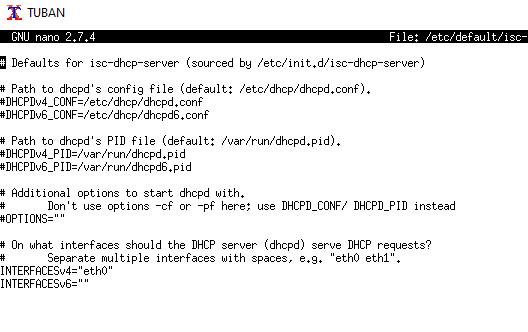 TUBAN
GNU nano 2.7.4 File: /etc/default/isc-
# Defaults for isc-dhcp-server (sourced by /etc/init.d/isc-dhcp-server)
# Path to dhcpd's config file (default: /etc/dhcp/dhcpd.conf).
#DHCPDv4_CONF=/etc/dhcp/dhcpd.conf
#DHCPDv6_CONF=/etc/dhcp/dhcpd6.conf
# Path to dhcpd's PID file (default: /var/run/dhcpd.pid).
#DHCPDv4_PID=/var/run/dhcpd.pid
#DHCPDv6_PID=/var/run/dhcpd6.pid
# Additional options to start dhcpd with.
# Don't use options -cf or -pf here; use DHCPD_CONF/ DHCPD_PID instead
#OPTIONS=""
# On what interfaces should the DHCP server (dhcpd) serve DHCP requests?
# Separate multiple interfaces with spaces, e.g. "eth0 eth1".
INTERFACESv4="eth0"
INTERFACESv6=""